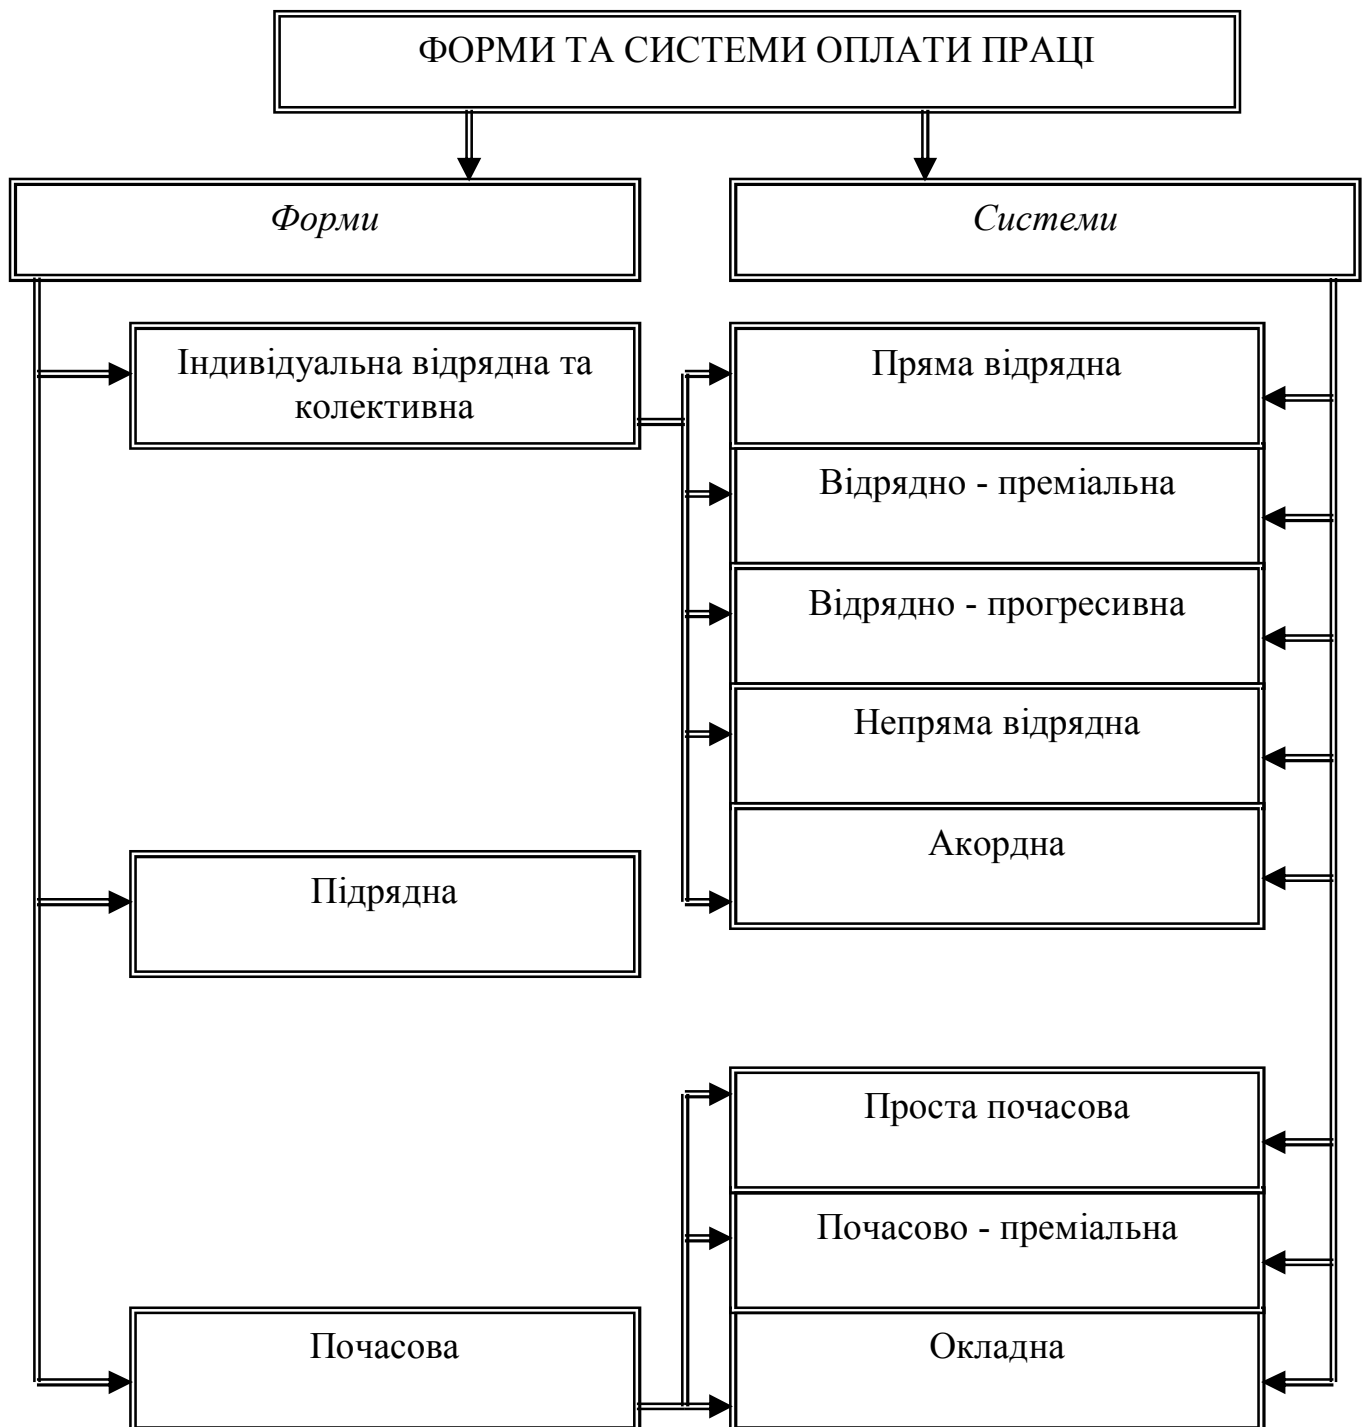 ФОРМИ ТА СИСТЕМИ ОПЛАТИ ПРАЦІ
Форми
Системи
Індивідуальна відрядна та
колективна
Пряма відрядна
Відрядно - преміальна
Відрядно - прогресивна
Непряма відрядна
Акордна
Підрядна
Проста почасова
Почасово - преміальна
Почасова
Окладна